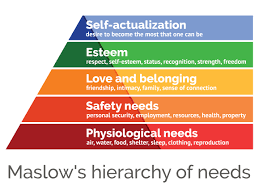 Self-actualization
desire to become the most that one can be
Esteem
respect, self-esteem, status, recognition, strength, freedom
Love and belonging
friendship, intimacy, family, sense of connection
Safety needs
personal security, employment, resources, health, property
Physiological needs
air, water, food, shelter, sleep, clothing, reproduction
Maslow's hierarchy of needs